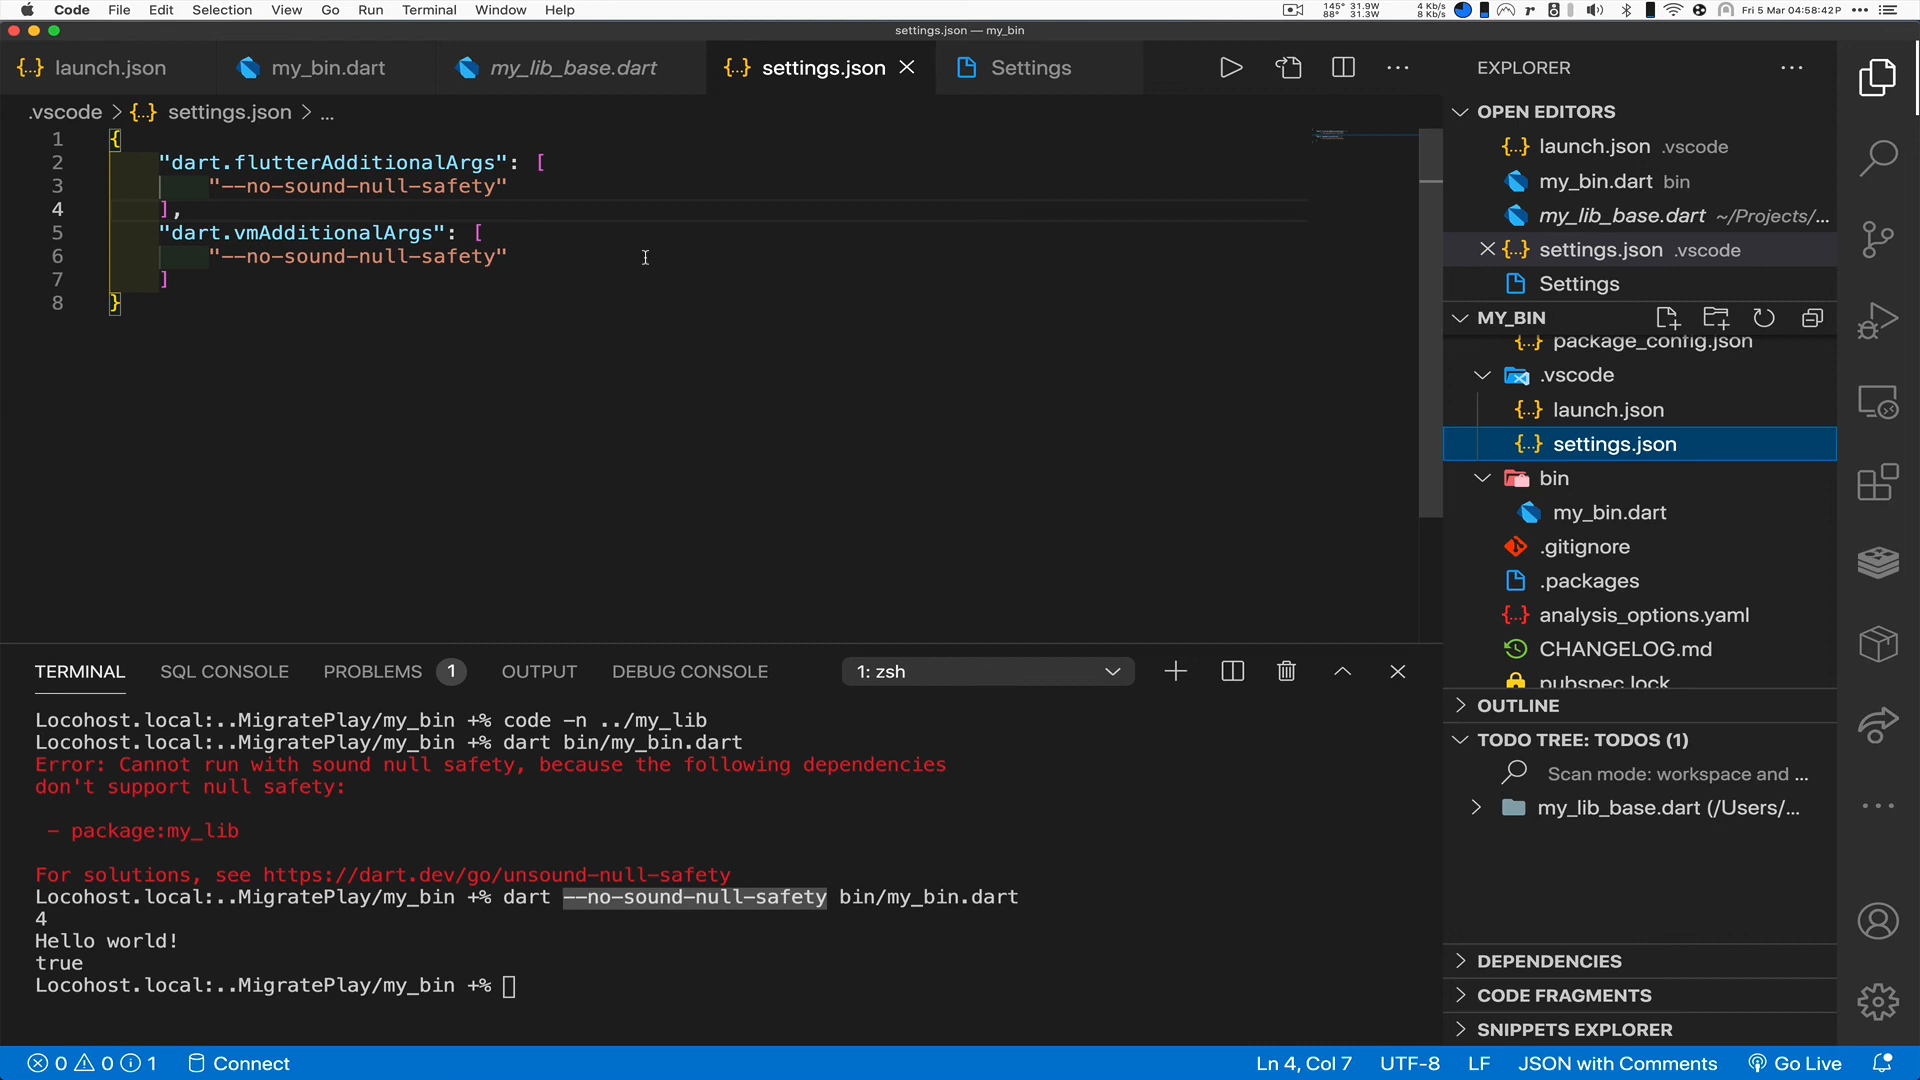 Code File Edit Selection View Go Run Terminal Window Help 145° 31.9W 88° 31.3W 4 Kb/s 8 Kb/s Fri 5 Mar 04:58:42P
settings.json — my_bin
launch.json my_bin.dart my_lib_base.dart settings.json Settings
.vscode > settings.json > ...
1 {
2 "dart.flutterAdditionalArgs": [
3 "--no-sound-null-safety"
4 ],
5 "dart.vmAdditionalArgs": [
6 "--no-sound-null-safety"
7 ]
8 }
TERMINAL SQL CONSOLE PROBLEMS 1 OUTPUT DEBUG CONSOLE 1: zsh
Locohost.local:..MigratePlay/my_bin +% code -n ../my_lib
Locohost.local:..MigratePlay/my_bin +% dart bin/my_bin.dart
Error: Cannot run with sound null safety, because the following dependencies
don't support null safety:
- package:my_lib
For solutions, see https://dart.dev/go/unsound-null-safety
Locohost.local:..MigratePlay/my_bin +% dart --no-sound-null-safety bin/my_bin.dart
4
Hello world!
true
Locohost.local:..MigratePlay/my_bin +%
EXPLORER
OPEN EDITORS
launch.json .vscode
my_bin.dart bin
my_lib_base.dart ~/Projects/...
settings.json .vscode
Settings
MY_BIN
package_config.json
.vscode
launch.json
settings.json
bin
my_bin.dart
.gitignore
.packages
analysis_options.yaml
CHANGELOG.md
pubspec.lock
OUTLINE
TODO TREE: TODOS (1)
Scan mode: workspace and ...
my_lib_base.dart (/Users/...
DEPENDENCIES
CODE FRAGMENTS
SNIPPETS EXPLORER
0 0 1 Connect Ln 4, Col 7 UTF-8 LF JSON with Comments Go Live